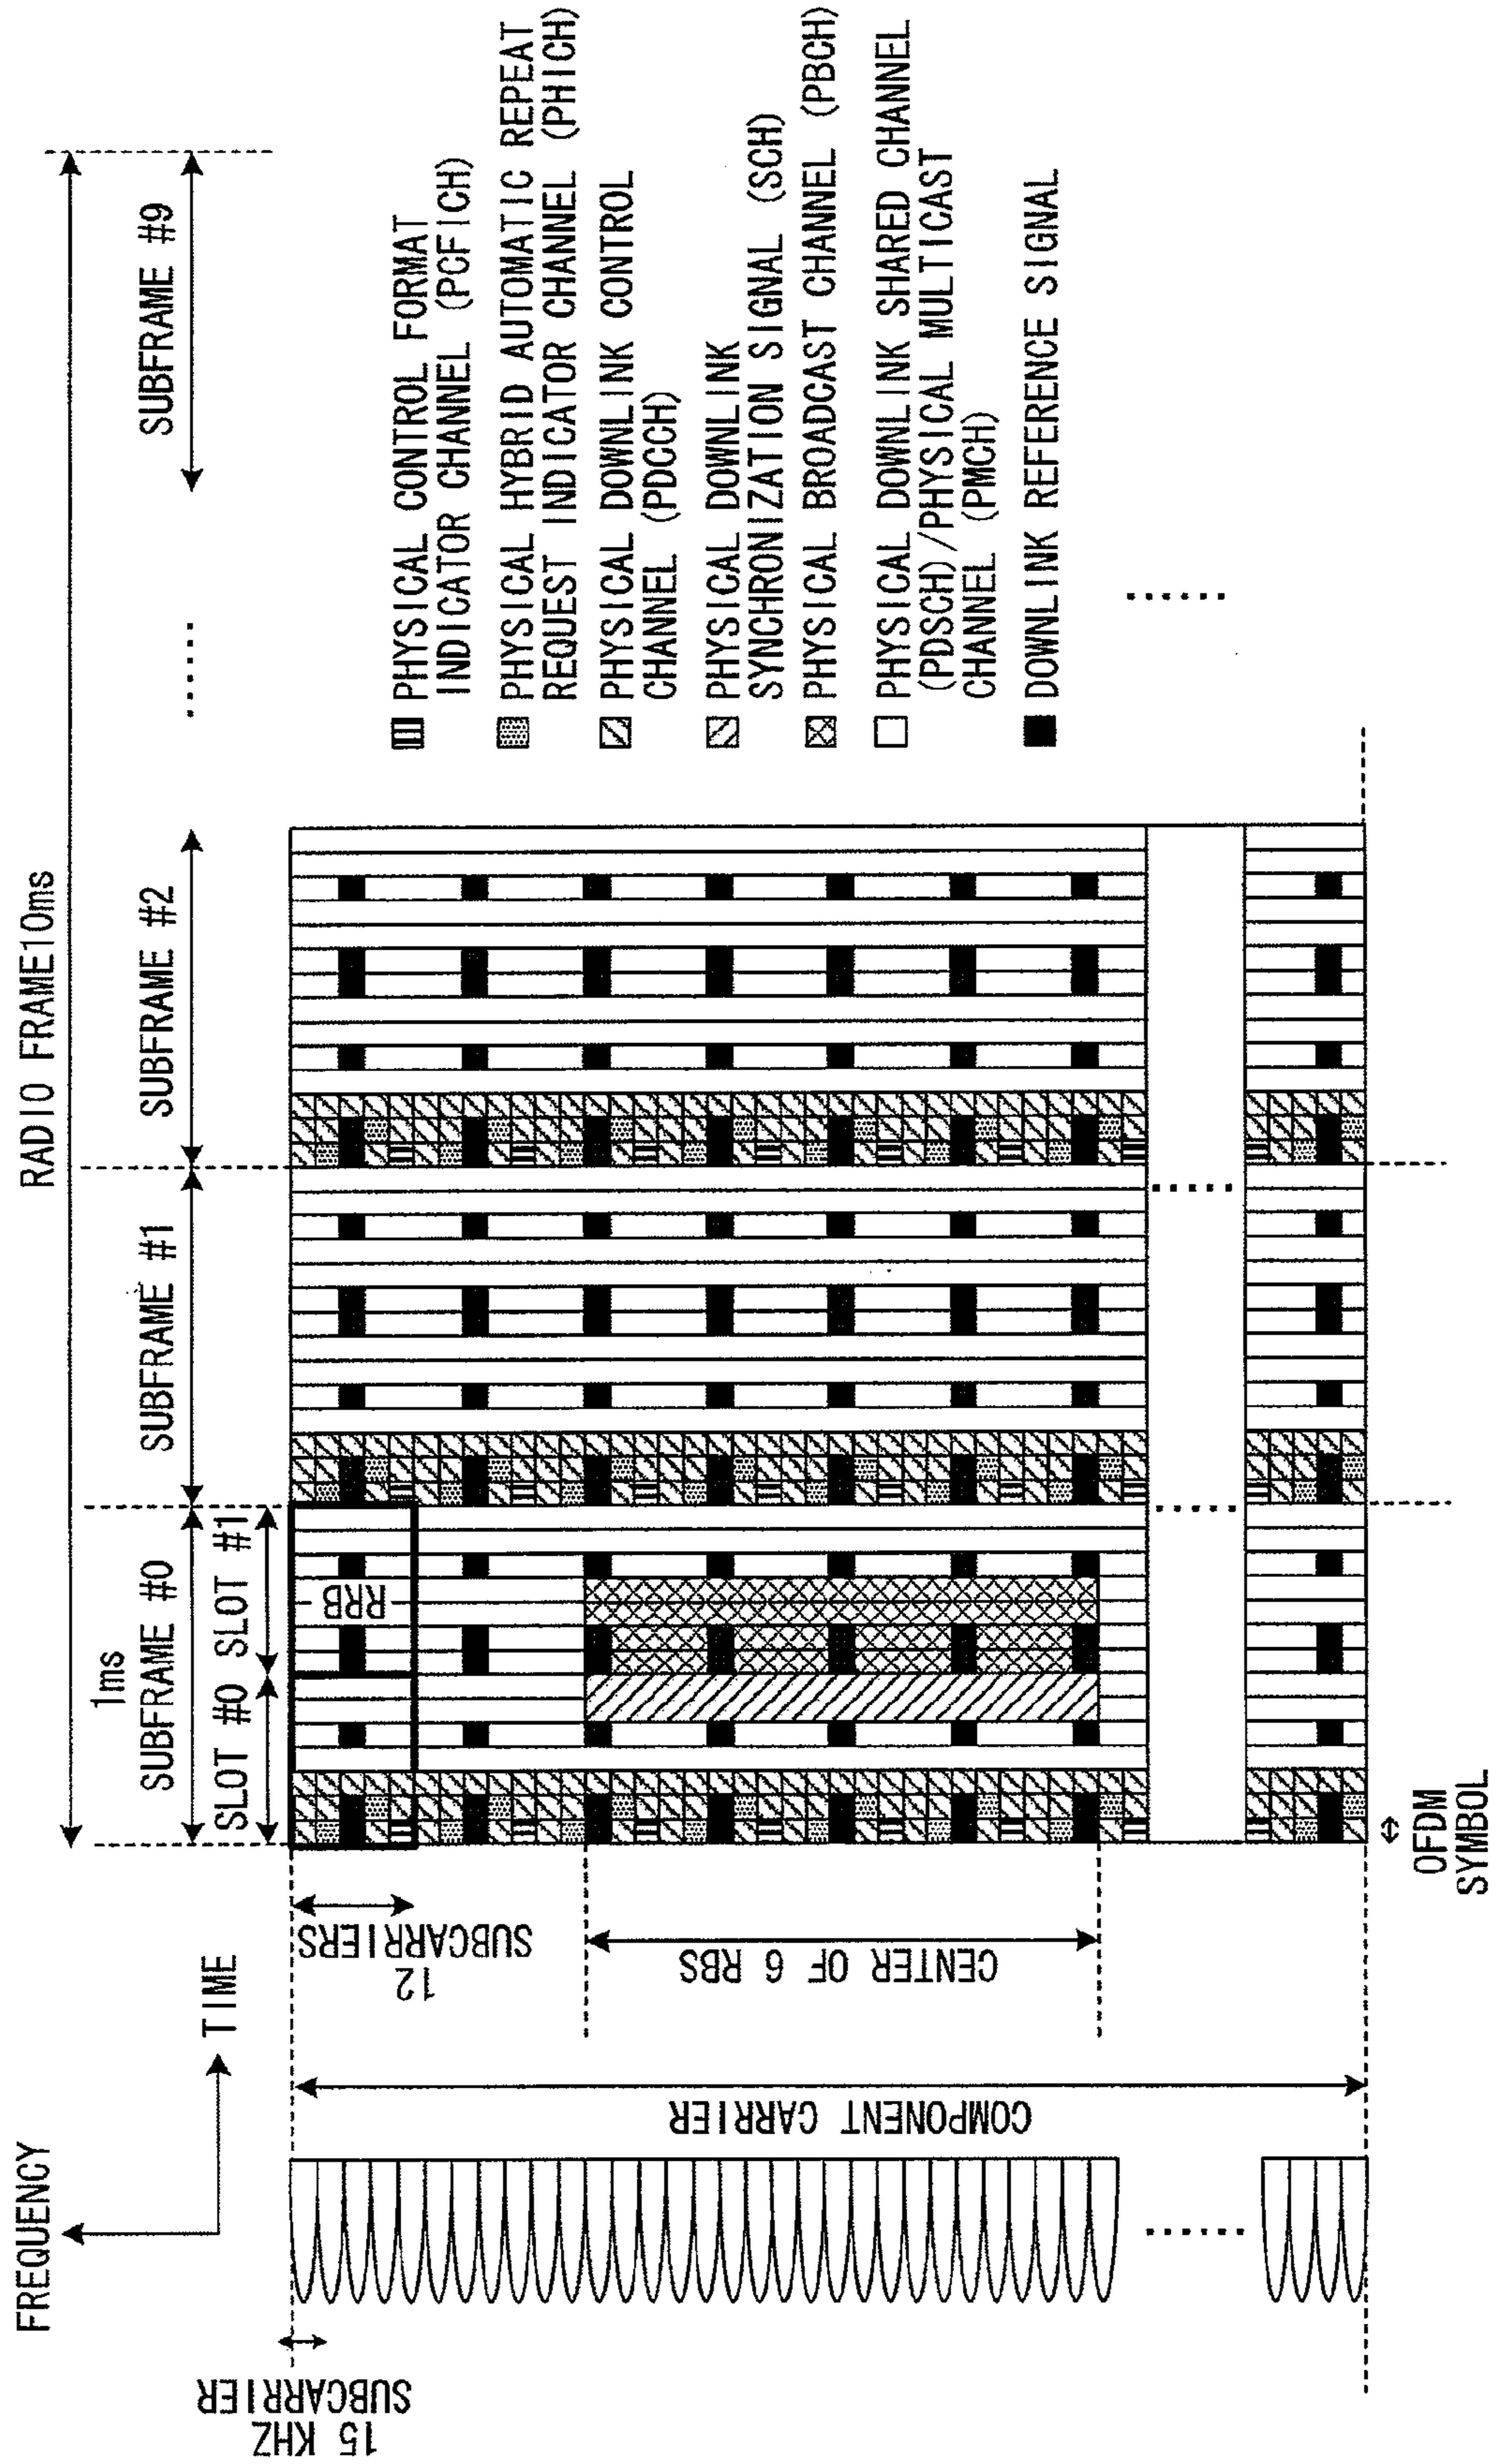 RADIO FRAME10ms
1ms
SUBFRAME #0
SUBFRAME #1
SUBFRAME #2
......
SUBFRAME #9
SLOT #0
SLOT #1
FREQUENCY
TIME
15 KHZ
SUBCARRIER
12
SUBCARRIERS
RRB
CENTER OF 6 RBS
COMPONENT CARRIER
OFDM
SYMBOL
PHYSICAL CONTROL FORMAT
INDICATOR CHANNEL (PCFICH)
PHYSICAL HYBRID AUTOMATIC REPEAT
REQUEST INDICATOR CHANNEL (PHICH)
PHYSICAL DOWNLINK CONTROL
CHANNEL (PDCCH)
PHYSICAL DOWNLINK
SYNCHRONIZATION SIGNAL (SCH)
PHYSICAL BROADCAST CHANNEL (PBCH)
PHYSICAL DOWNLINK SHARED CHANNEL
(PDSCH)/PHYSICAL MULTICAST
CHANNEL (PMCH)
DOWNLINK REFERENCE SIGNAL